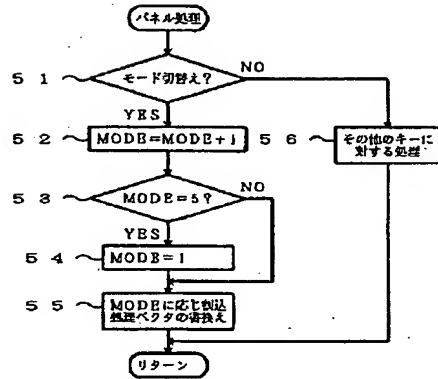 パネル処理
51
モード切替え?
NO
YES
52
MODE=MODE+1
56
その他のキーに
対する処理
53
MODE=5?
NO
YES
54
MODE=1
55
MODEに応じ割込
処理ベクタの書換え
リターン